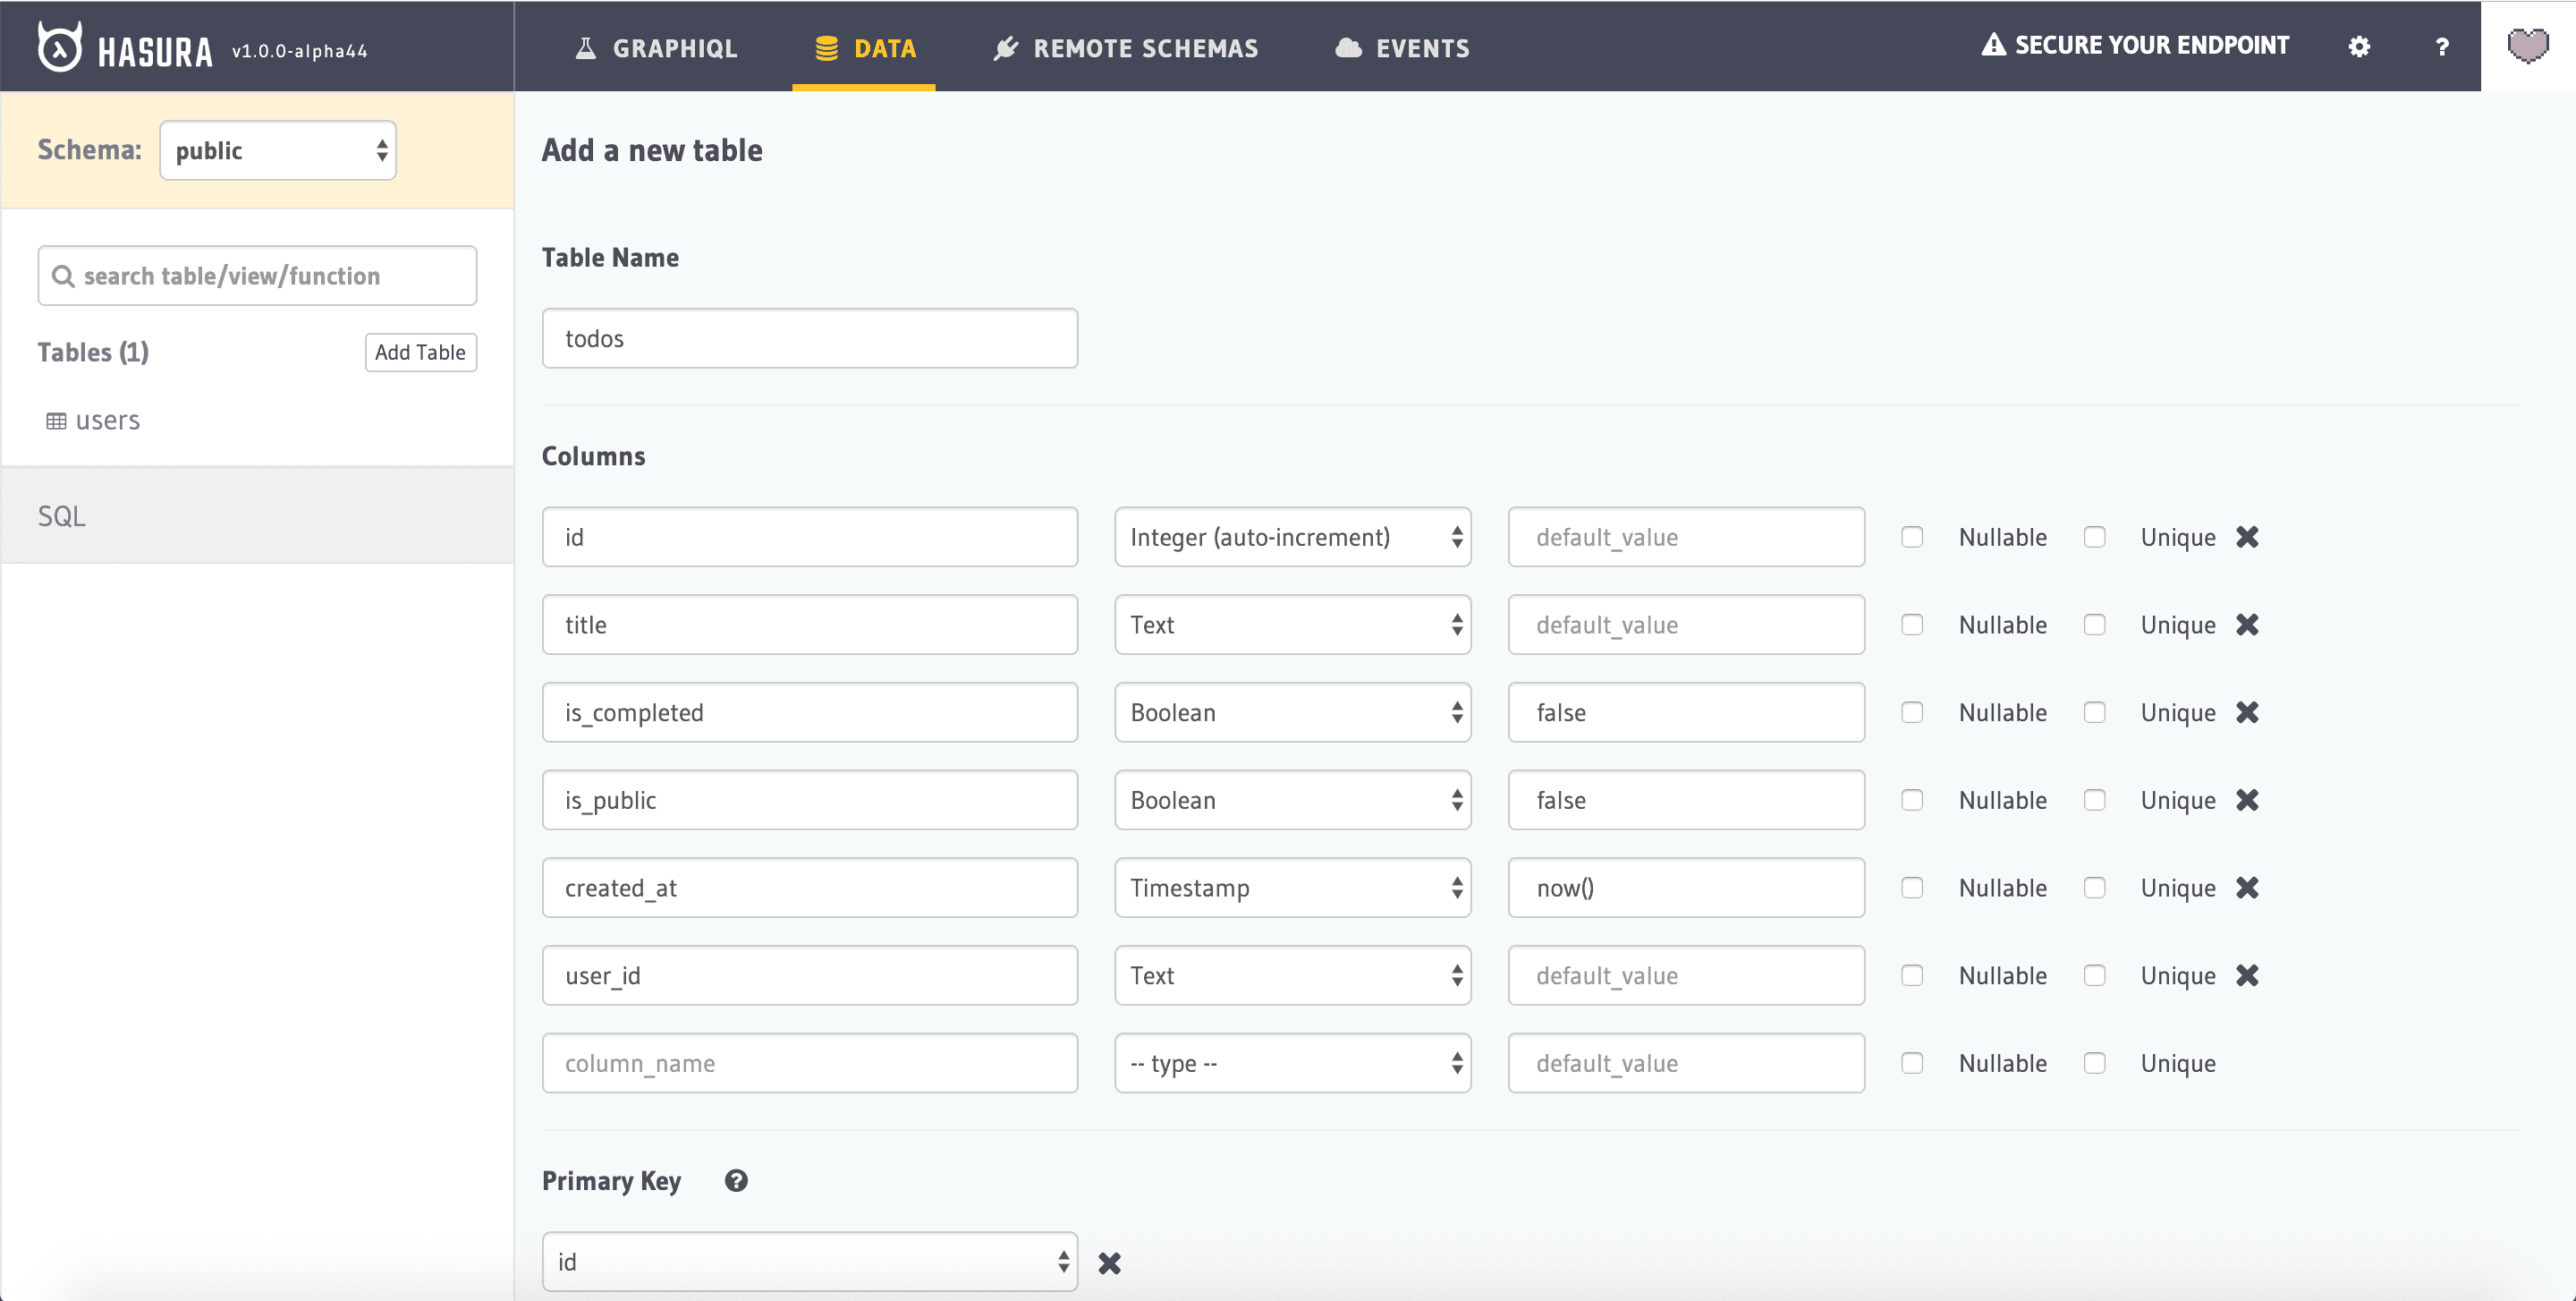 HASURA v1.0.0-alpha44 GRAPHIQL DATA REMOTE SCHEMAS EVENTS SECURE YOUR ENDPOINT ?
Schema: public
search table/view/function
Tables (1) Add Table
users
SQL
Add a new table
Table Name
todos
Columns
id Integer (auto-increment) default_value Nullable Unique
title Text default_value Nullable Unique
is_completed Boolean false Nullable Unique
is_public Boolean false Nullable Unique
created_at Timestamp now() Nullable Unique
user_id Text default_value Nullable Unique
column_name -- type -- default_value Nullable Unique
Primary Key ?
id